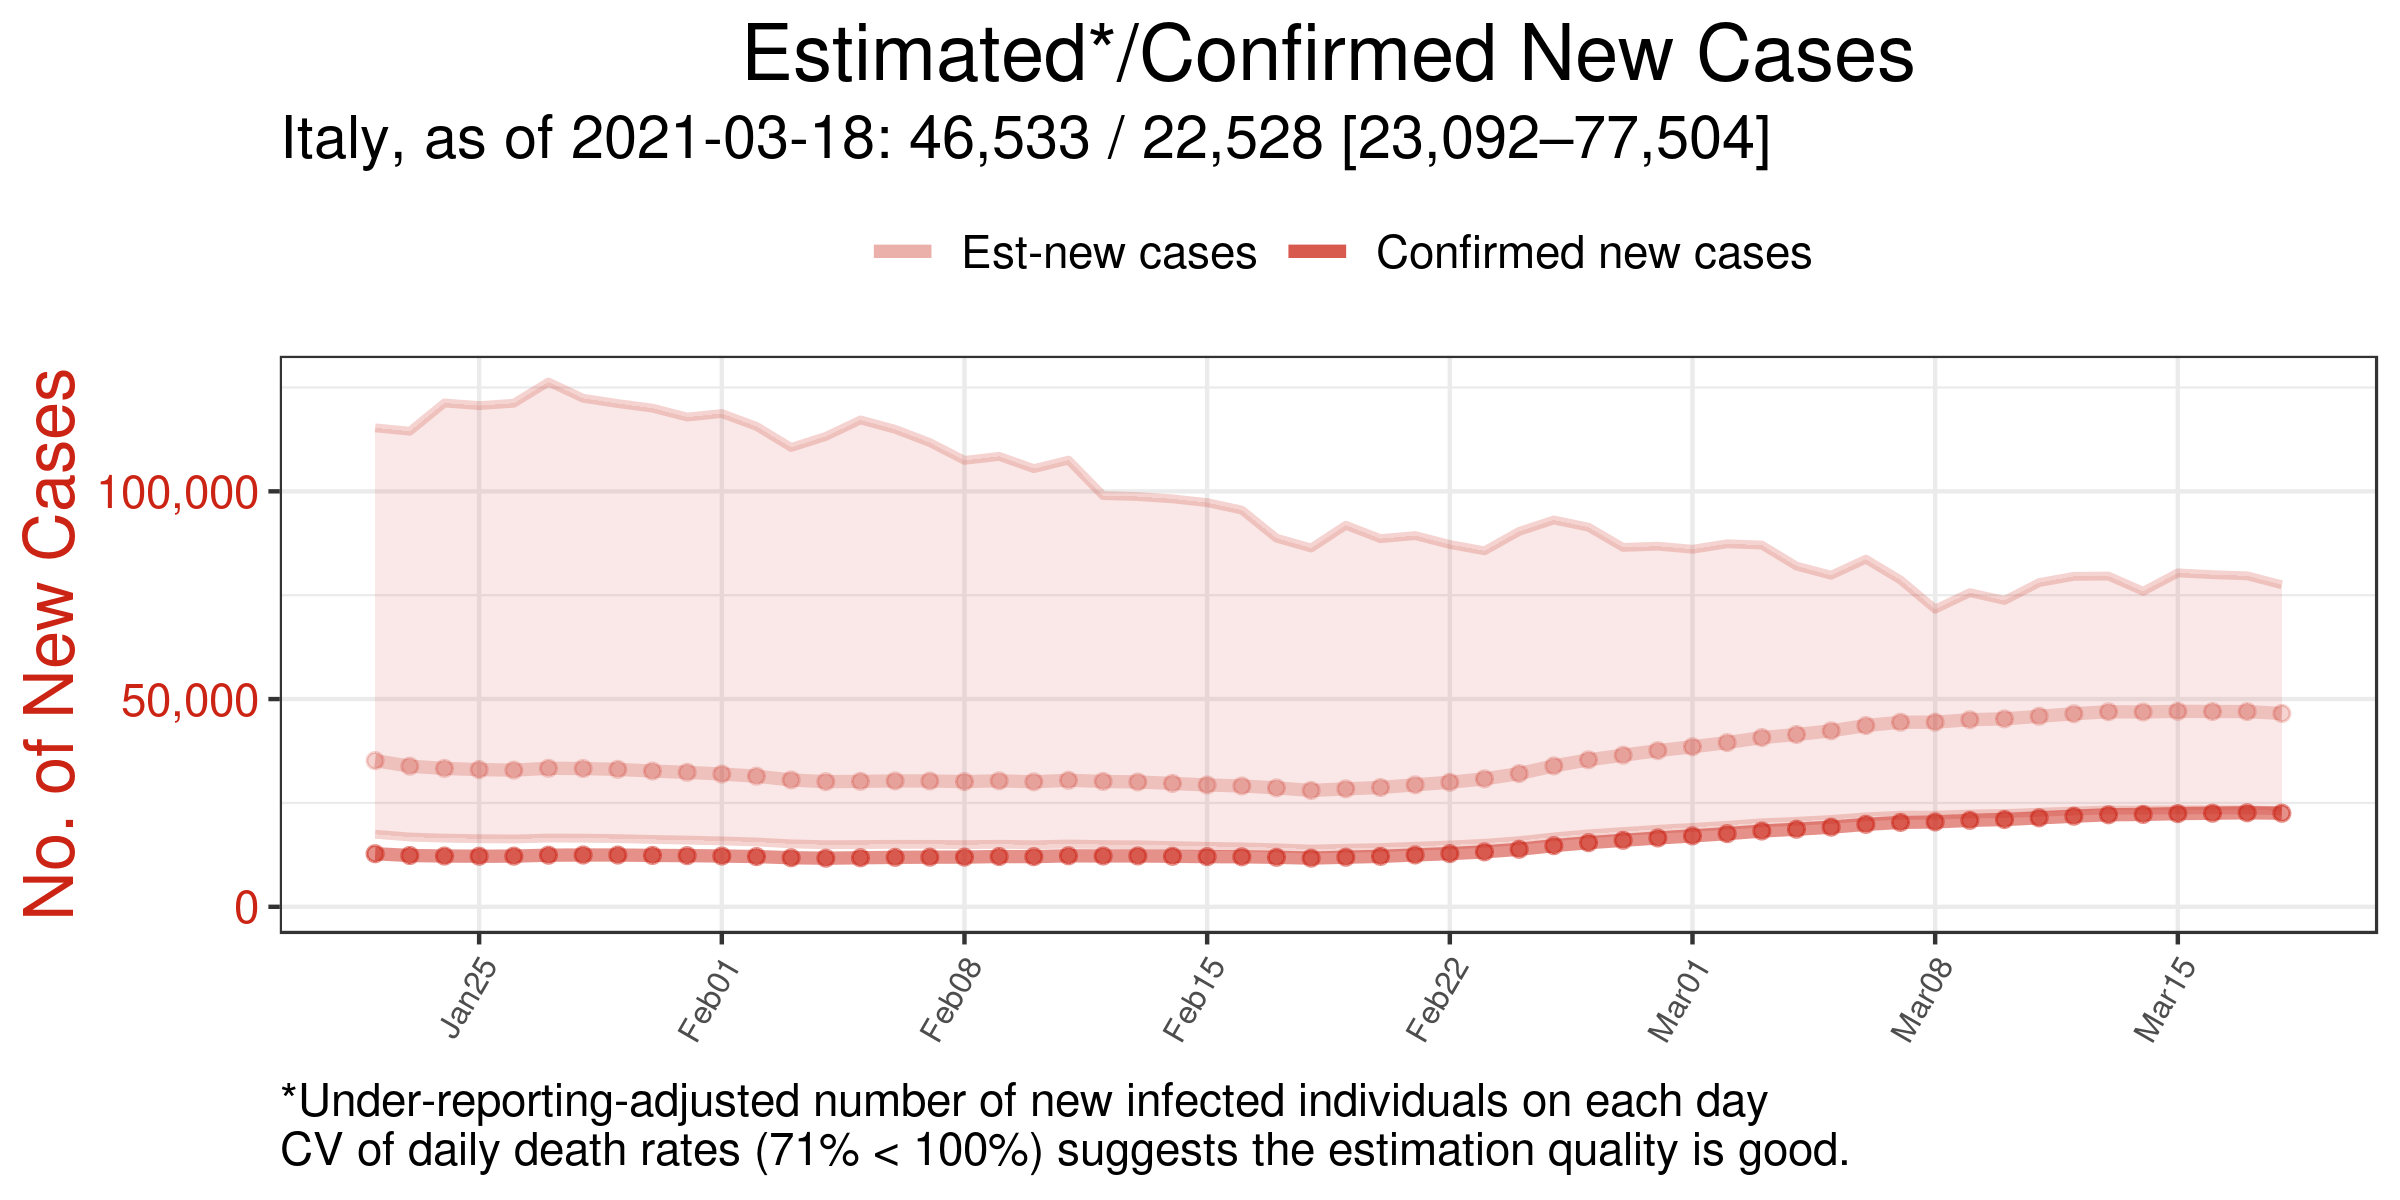 Estimated*/Confirmed New Cases
Italy, as of 2021-03-18: 46,533 / 22,528 [23,092–77,504]
Est-new cases
Confirmed new cases
No. of New Cases
100,000
50,000
0
Jan25
Feb01
Feb08
Feb15
Feb22
Mar01
Mar08
Mar15
*Under-reporting-adjusted number of new infected individuals on each day
CV of daily death rates (71% < 100%) suggests the estimation quality is good.